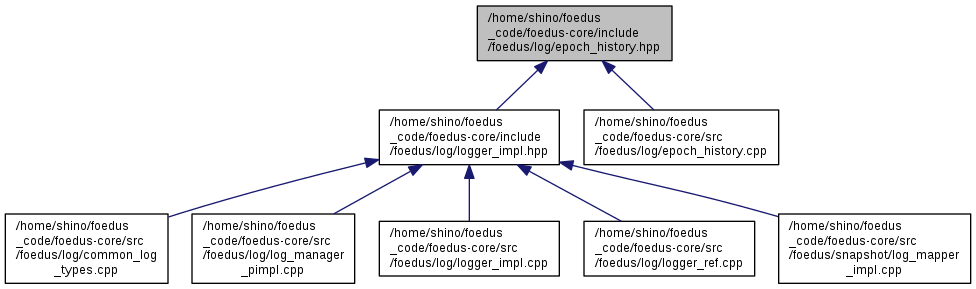 /home/shino/foedus
_code/foedus-core/include
/foedus/log/epoch_history.hpp
/home/shino/foedus
_code/foedus-core/include
/foedus/log/logger_impl.hpp
/home/shino/foedus
_code/foedus-core/src
/foedus/log/epoch_history.cpp
/home/shino/foedus
_code/foedus-core/src
/foedus/log/common_log
_types.cpp
/home/shino/foedus
_code/foedus-core/src
/foedus/log/log_manager
_pimpl.cpp
/home/shino/foedus
_code/foedus-core/src
/foedus/log/logger_impl.cpp
/home/shino/foedus
_code/foedus-core/src
/foedus/log/logger_ref.cpp
/home/shino/foedus
_code/foedus-core/src
/foedus/snapshot/log_mapper
_impl.cpp